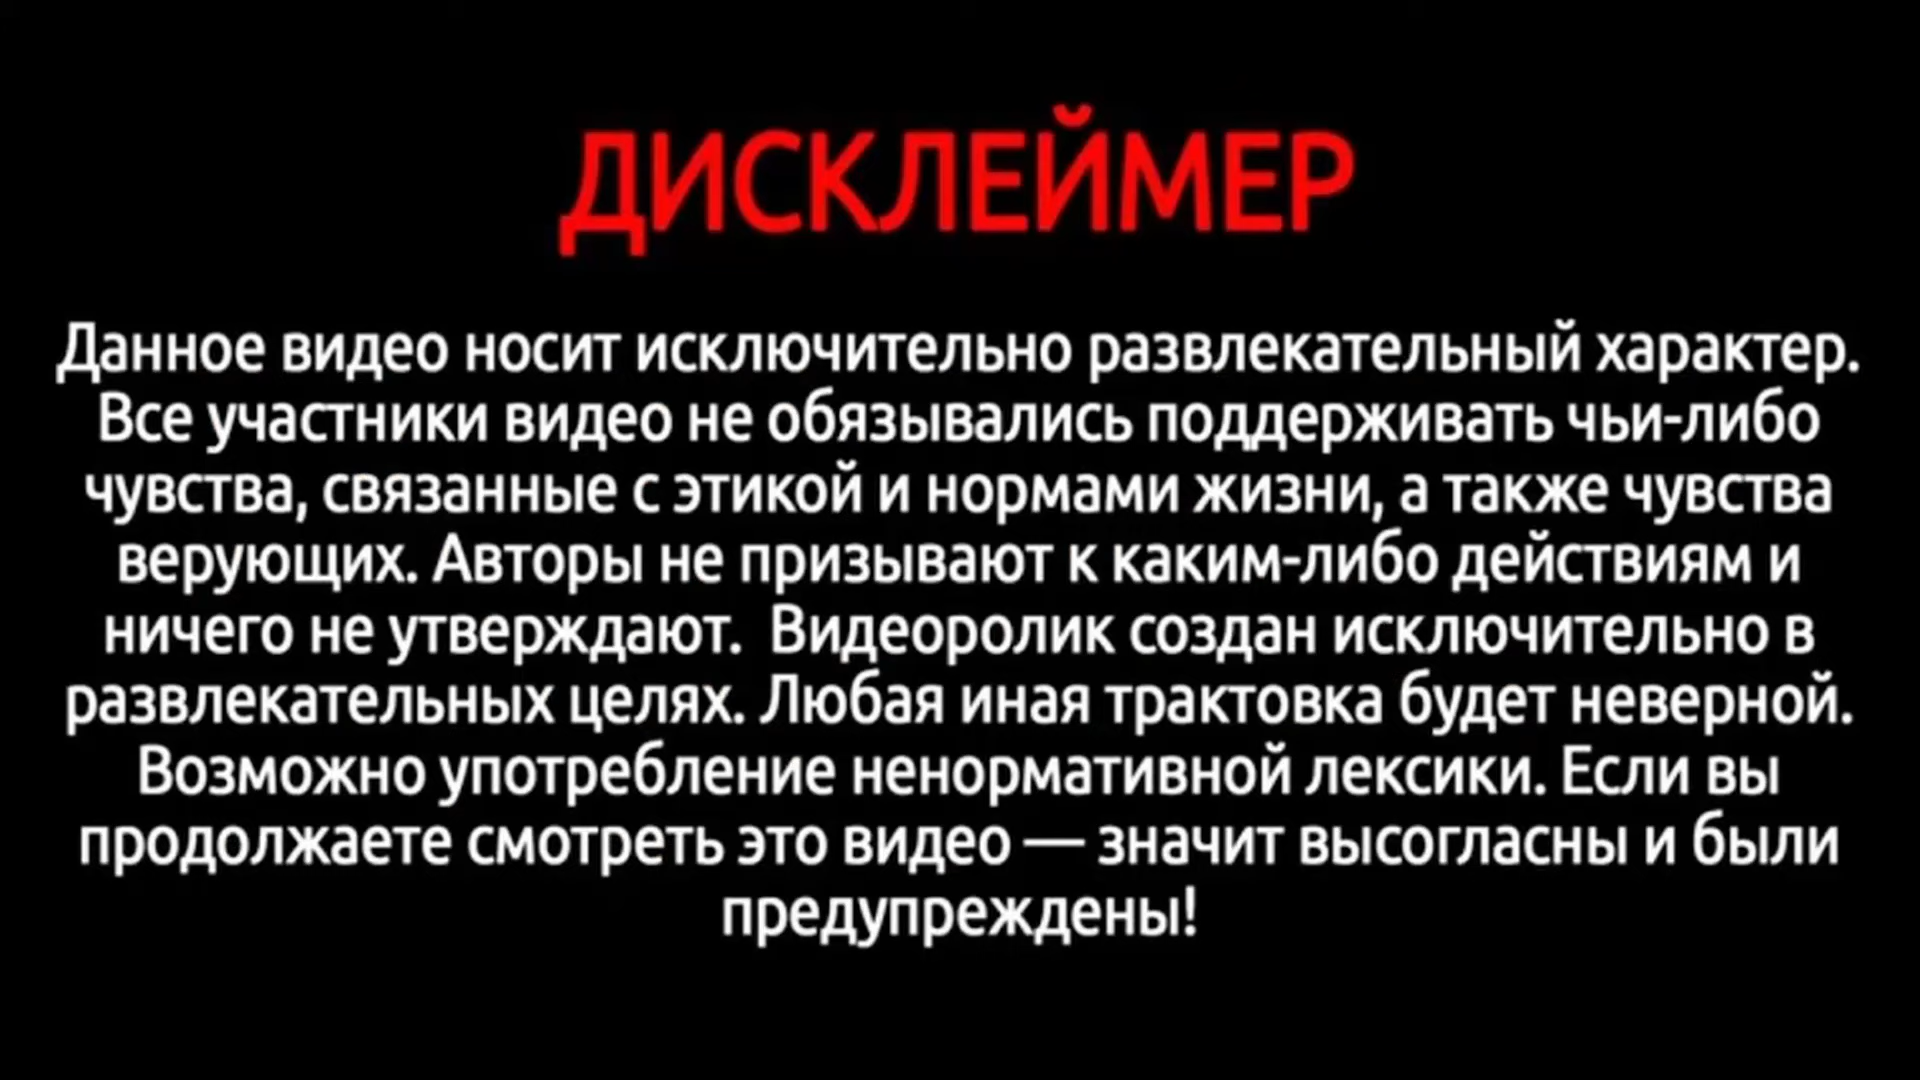 ДИСКЛЕЙМЕР
Данное видео носит исключительно развлекательный характер.
Все участники видео не обязывались поддерживать чьи-либо
чувства, связанные с этикой и нормами жизни, а также чувства
верующих. Авторы не призывают к каким-либо действиям и
ничего не утверждают.  Видеоролик создан исключительно в
развлекательных целях. Любая иная трактовка будет неверной.
Возможно употребление ненормативной лексики. Если вы
продолжаете смотреть это видео — значит высогласны и были
предупреждены!